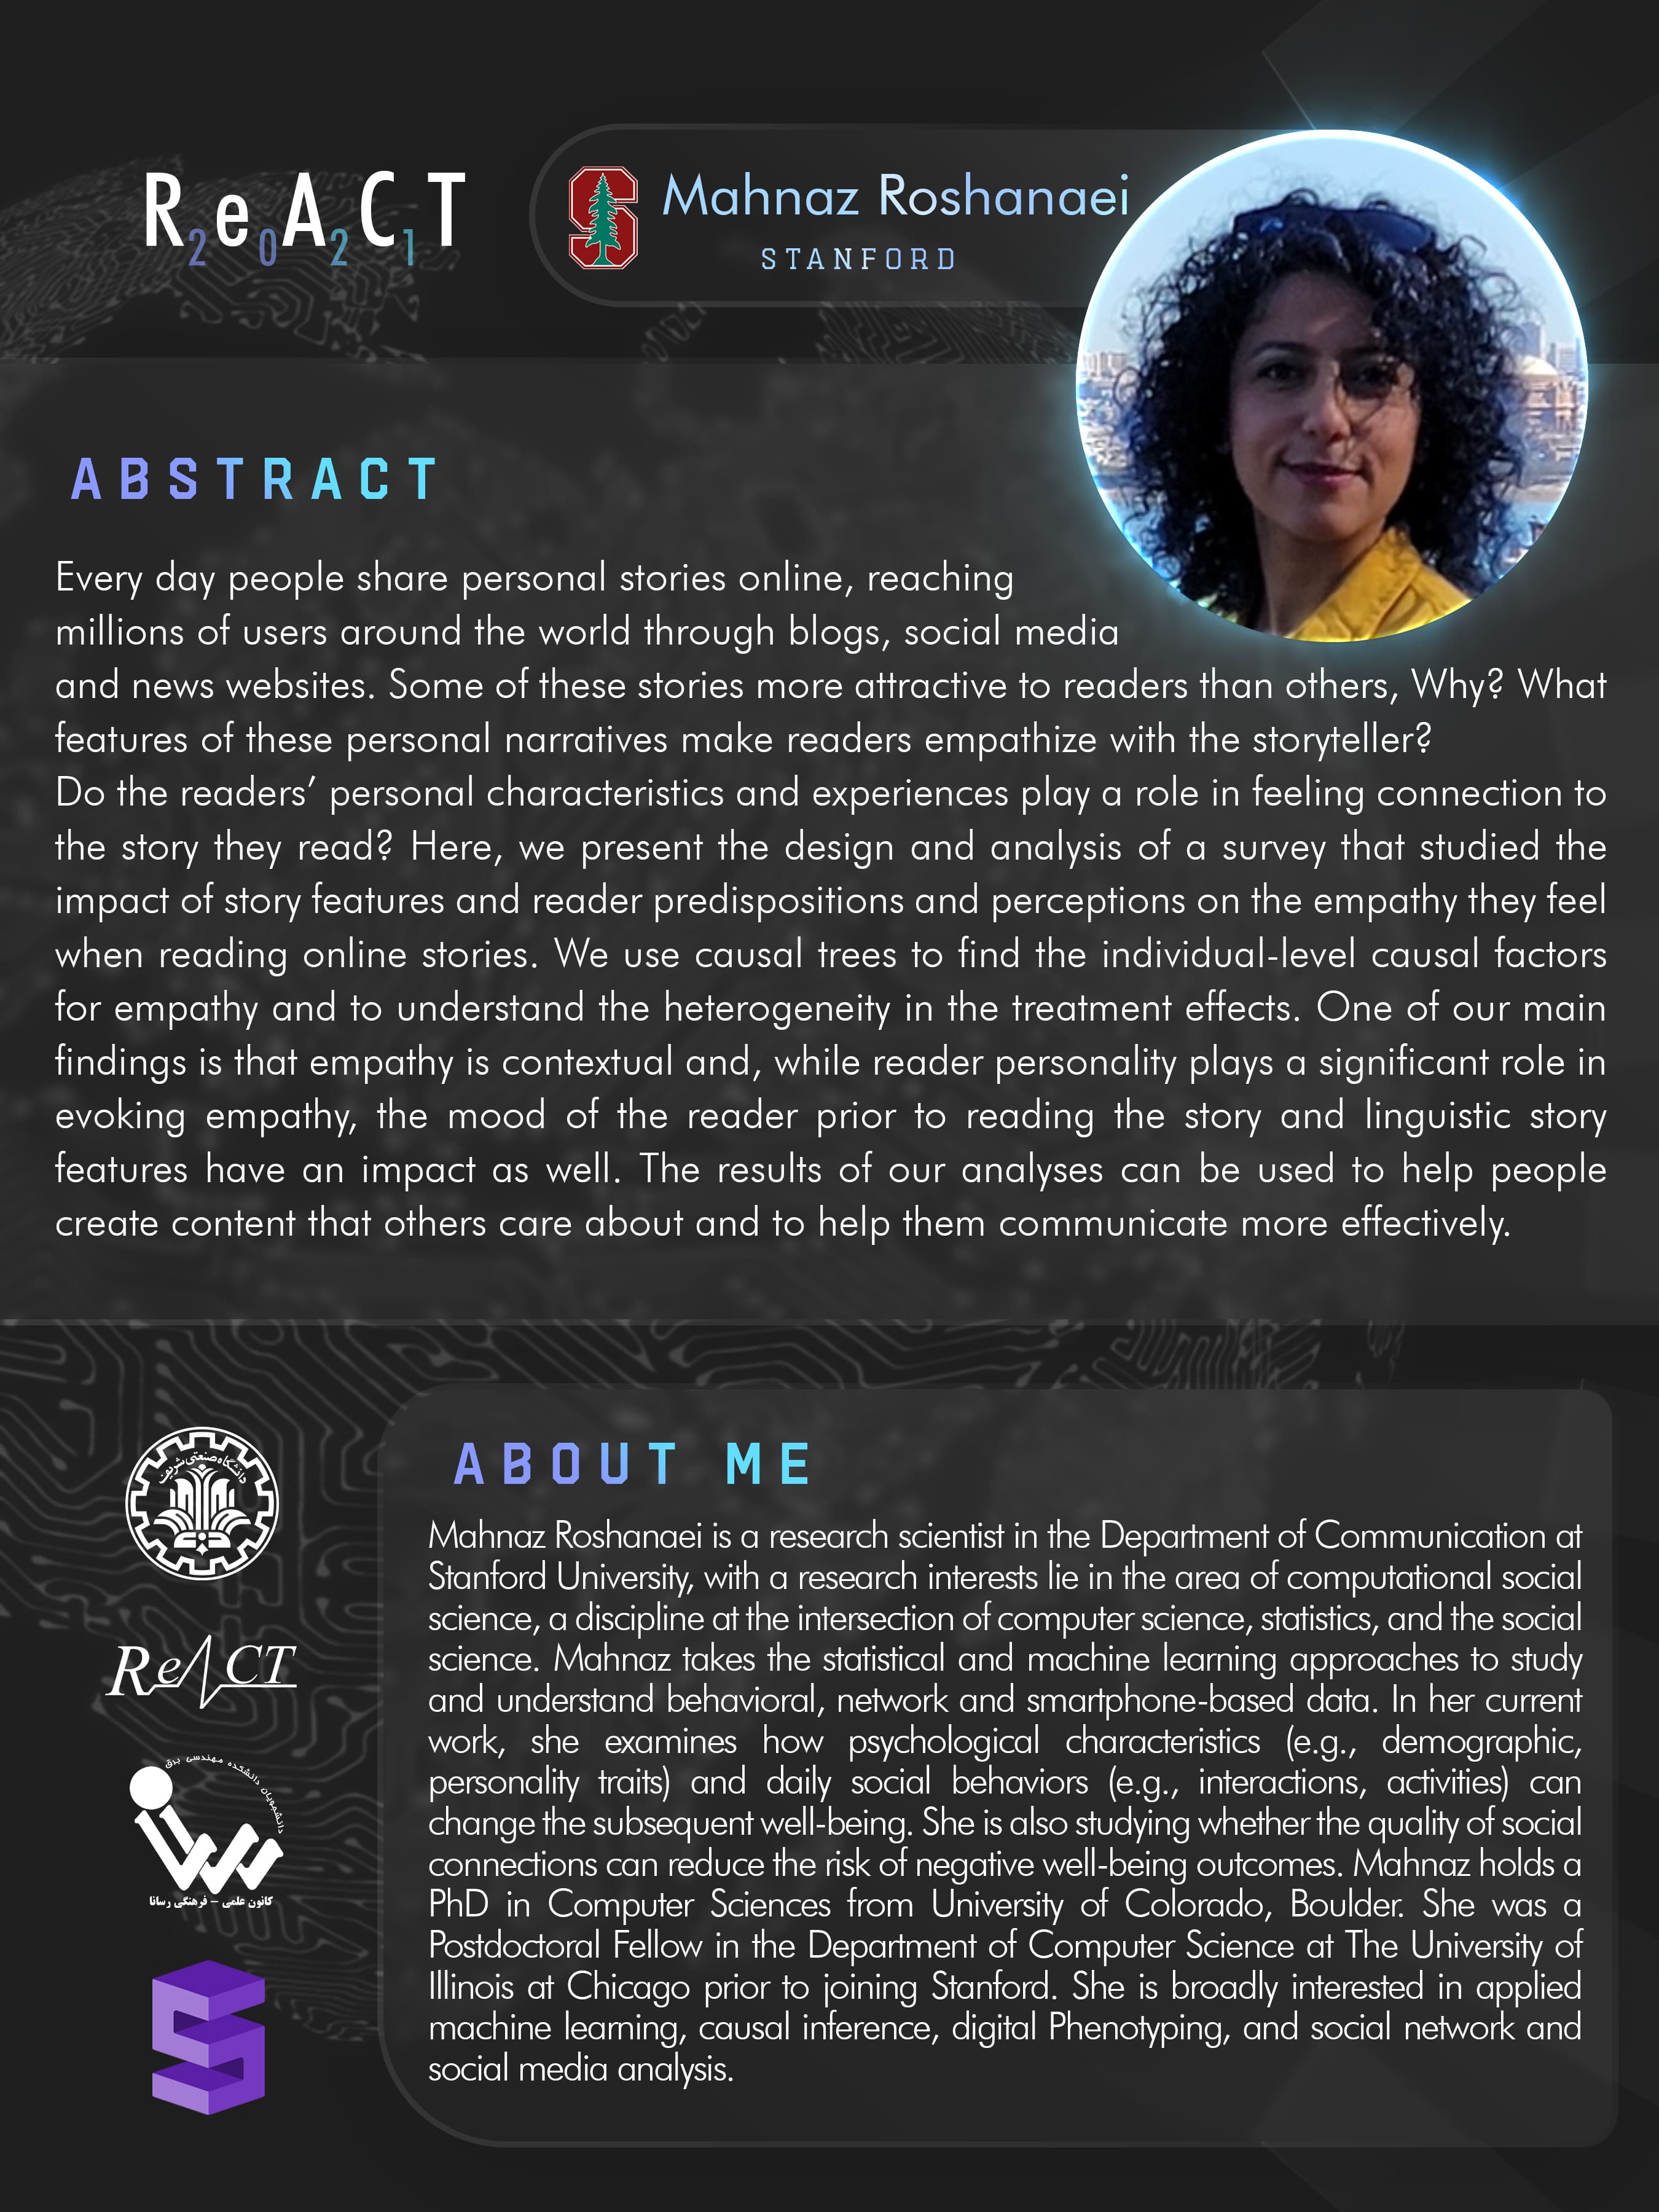 ReACT
2021
Mahnaz Roshanaei
STANFORD
ABSTRACT
Every day people share personal stories online, reaching
millions of users around the world through blogs, social media
and news websites. Some of these stories more attractive to readers than others, Why? What
features of these personal narratives make readers empathize with the storyteller?
Do the readers’ personal characteristics and experiences play a role in feeling connection to
the story they read? Here, we present the design and analysis of a survey that studied the
impact of story features and reader predispositions and perceptions on the empathy they feel
when reading online stories. We use causal trees to find the individual-level causal factors
for empathy and to understand the heterogeneity in the treatment effects. One of our main
findings is that empathy is contextual and, while reader personality plays a significant role in
evoking empathy, the mood of the reader prior to reading the story and linguistic story
features have an impact as well. The results of our analyses can be used to help people
create content that others care about and to help them communicate more effectively.
ABOUT ME
Mahnaz Roshanaei is a research scientist in the Department of Communication at
Stanford University, with a research interests lie in the area of computational social
science, a discipline at the intersection of computer science, statistics, and the social
science. Mahnaz takes the statistical and machine learning approaches to study
and understand behavioral, network and smartphone-based data. In her current
work, she examines how psychological characteristics (e.g., demographic,
personality traits) and daily social behaviors (e.g., interactions, activities) can
change the subsequent well-being. She is also studying whether the quality of social
connections can reduce the risk of negative well-being outcomes. Mahnaz holds a
PhD in Computer Sciences from University of Colorado, Boulder. She was a
Postdoctoral Fellow in the Department of Computer Science at The University of
Illinois at Chicago prior to joining Stanford. She is broadly interested in applied
machine learning, causal inference, digital Phenotyping, and social network and
social media analysis.
دانشگاه صنعتی شریف
ReACT
دانشجویان دانشکده مهندسی برق
کانون علمی - فرهنگی رسانا